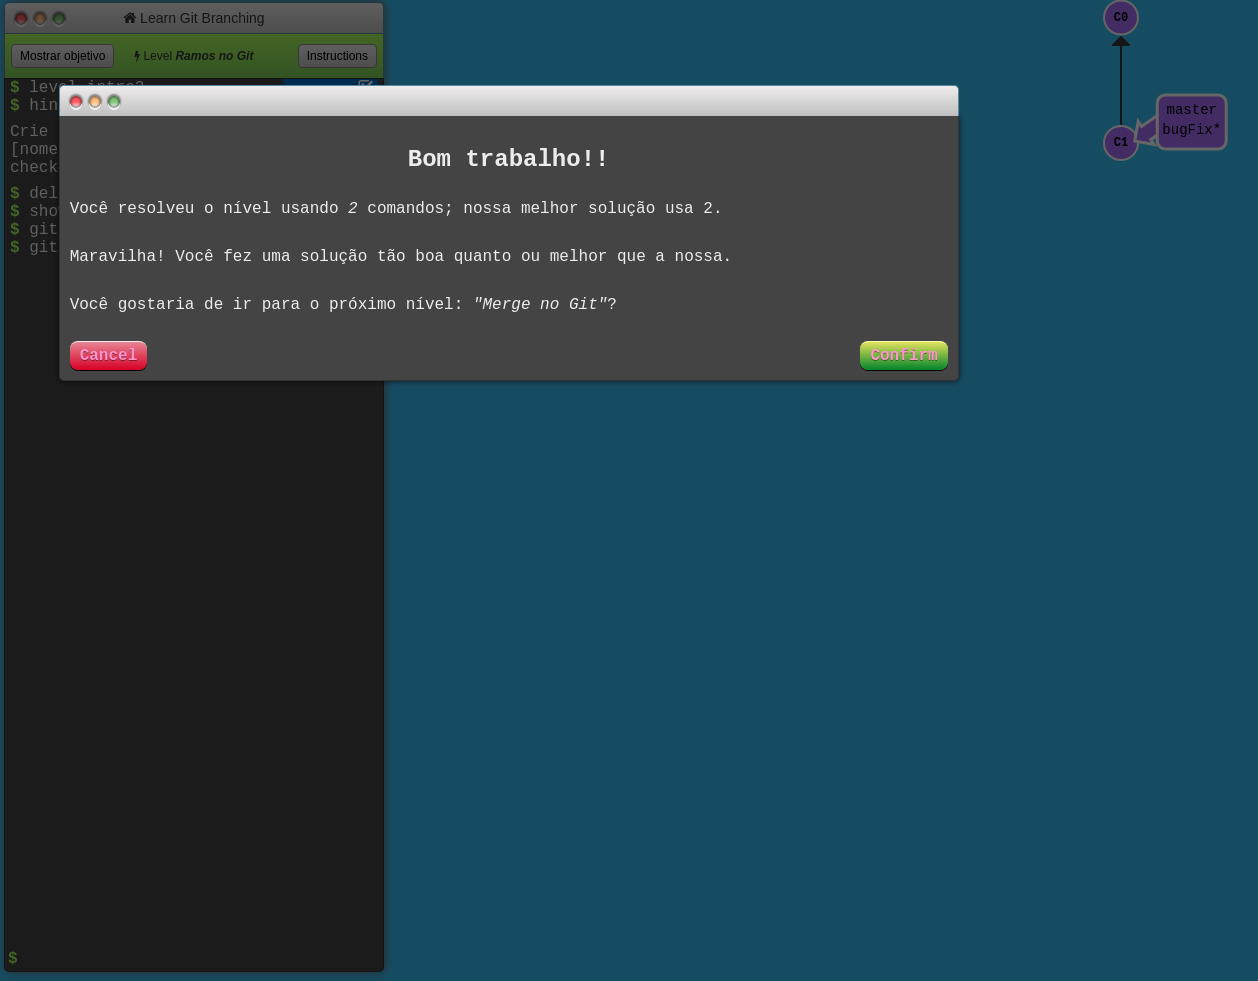 Learn Git Branching
Mostrar objetivo
Level Ramos no Git
Instructions
$ level intro2
$ hin
Crie
[nome
check
$ del
$ sho
$ git
$ git
Bom trabalho!!
Você resolveu o nível usando 2 comandos; nossa melhor solução usa 2.
Maravilha! Você fez uma solução tão boa quanto ou melhor que a nossa.
Você gostaria de ir para o próximo nível: "Merge no Git"?
Cancel
Confirm
$
C0
master
bugFix*
C1